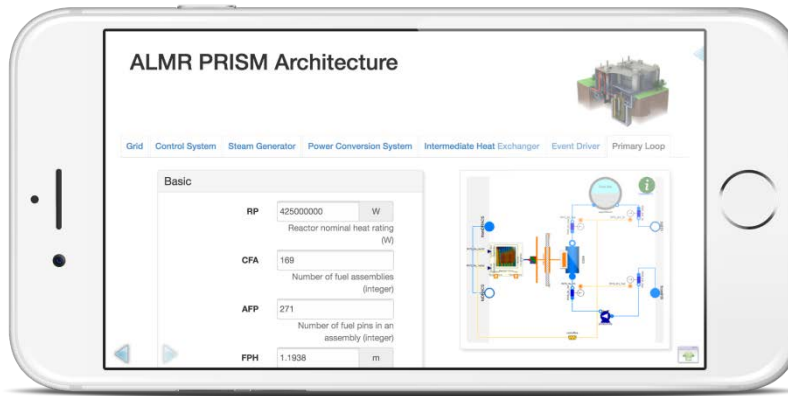 ALMR PRISM Architecture
Grid Control System Steam Generator Power Conversion System Intermediate Heat Exchanger Event Driver Primary Loop
Basic
RP 425000000 W
Reactor nominal heat rating
(W)
CFA 169
Number of fuel assemblies
(integer)
AFP 271
Number of fuel pins in an
assembly (integer)
FPH 1.1938 m